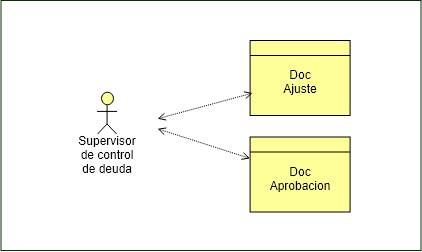 Doc
Ajuste
Supervisor
de control
de deuda
Doc
Aprobacion